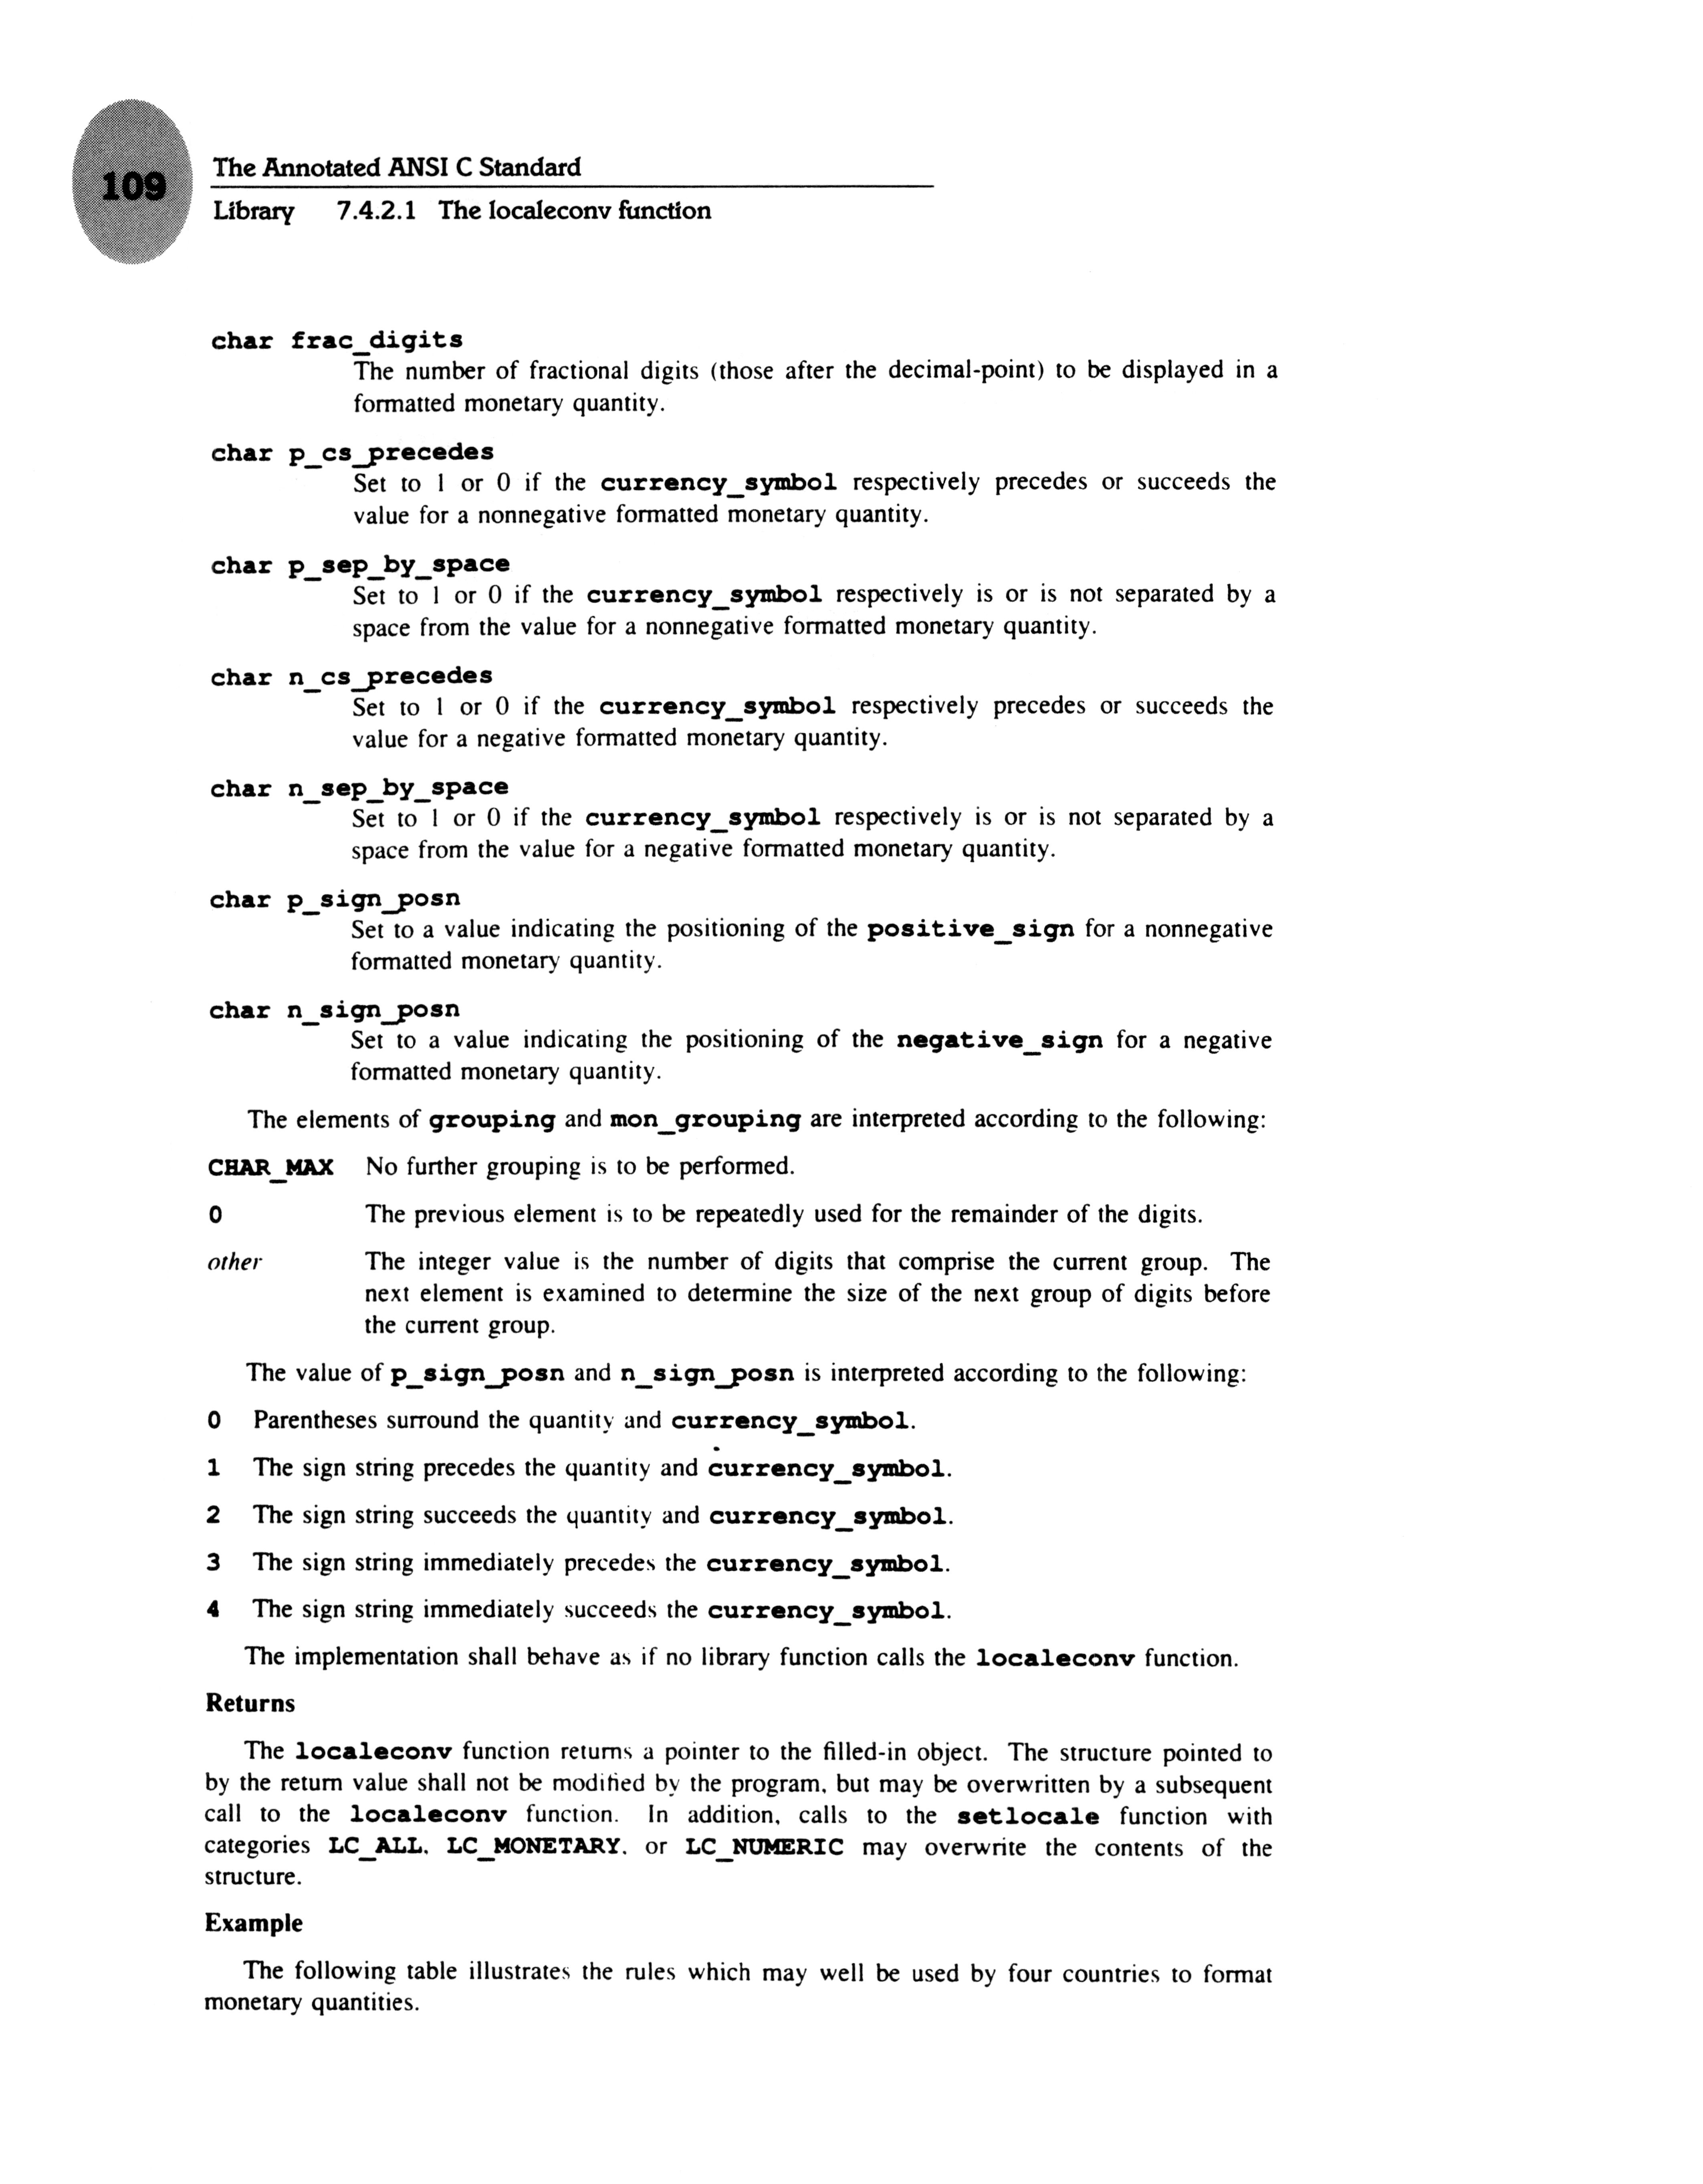 109
The Annotated ANSI C Standard
Library 7.4.2.1 The localeconv function
char frac_digits
The number of fractional digits (those after the decimal-point) to be displayed in a
formatted monetary quantity.
char p_cs_precedes
Set to 1 or 0 if the currency_symbol respectively precedes or succeeds the
value for a nonnegative formatted monetary quantity.
char p_sep_by_space
Set to 1 or 0 if the currency_symbol respectively is or is not separated by a
space from the value for a nonnegative formatted monetary quantity.
char n_cs_precedes
Set to 1 or 0 if the currency_symbol respectively precedes or succeeds the
value for a negative formatted monetary quantity.
char n_sep_by_space
Set to 1 or 0 if the currency_symbol respectively is or is not separated by a
space from the value for a negative formatted monetary quantity.
char p_sign_posn
Set to a value indicating the positioning of the positive_sign for a nonnegative
formatted monetary quantity.
char n_sign_posn
Set to a value indicating the positioning of the negative_sign for a negative
formatted monetary quantity.
The elements of grouping and mon_grouping are interpreted according to the following:
CHAR_MAX No further grouping is to be performed.
0 The previous element is to be repeatedly used for the remainder of the digits.
other The integer value is the number of digits that comprise the current group. The
next element is examined to determine the size of the next group of digits before
the current group.
The value of p_sign_posn and n_sign_posn is interpreted according to the following:
0 Parentheses surround the quantity and currency_symbol.
1 The sign string precedes the quantity and currency_symbol.
2 The sign string succeeds the quantity and currency_symbol.
3 The sign string immediately precedes the currency_symbol.
4 The sign string immediately succeeds the currency_symbol.
The implementation shall behave as if no library function calls the localeconv function.
Returns
The localeconv function returns a pointer to the filled-in object. The structure pointed to
by the return value shall not be modified by the program, but may be overwritten by a subsequent
call to the localeconv function. In addition, calls to the setlocale function with
categories LC_ALL, LC_MONETARY, or LC_NUMERIC may overwrite the contents of the
structure.
Example
The following table illustrates the rules which may well be used by four countries to format
monetary quantities.